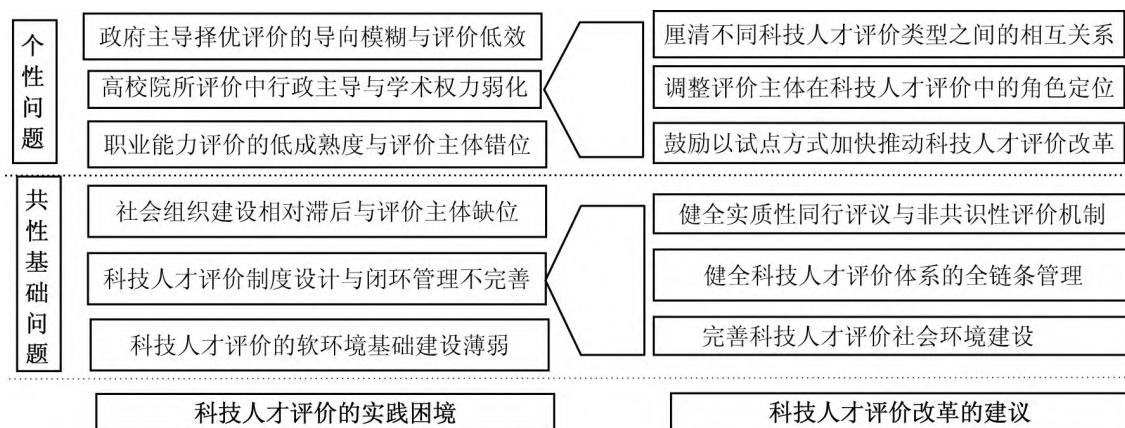 个性问题
政府主导择优评价的导向模糊与评价低效
高校院所评价中行政主导与学术权力弱化
职业能力评价的低成熟度与评价主体错位
厘清不同科技人才评价类型之间的相互关系
调整评价主体在科技人才评价中的角色定位
鼓励以试点方式加快推动科技人才评价改革
共性基础问题
社会组织建设相对滞后与评价主体缺位
科技人才评价制度设计与闭环管理不完善
科技人才评价的软环境基础建设薄弱
健全实质性同行评议与非共识性评价机制
健全科技人才评价体系的全链条管理
完善科技人才评价社会环境建设
科技人才评价的实践困境
科技人才评价改革的建议